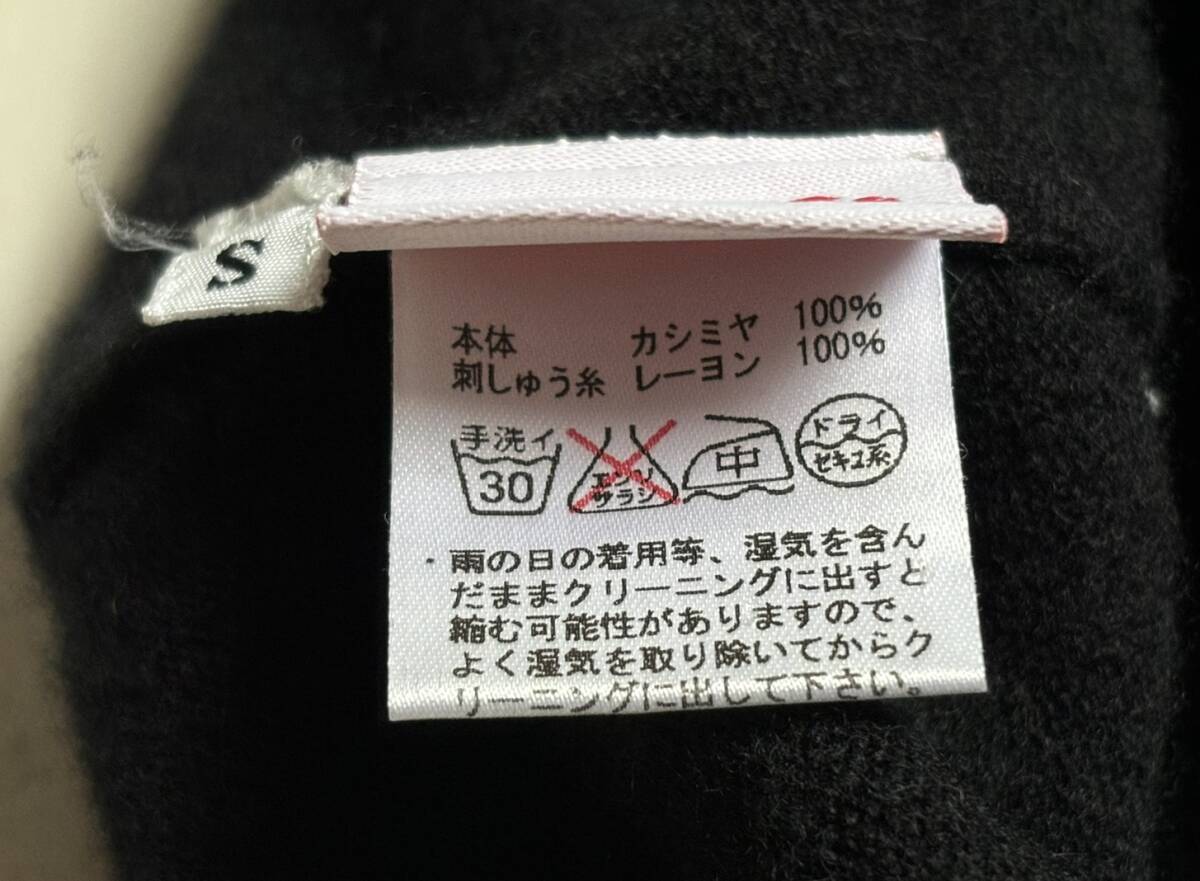 S
本体 カシミヤ 100%
刺しゅう糸 レーヨン 100%
手洗イ
30
エンソ
サラシ
中
ドライ
セキユ系
・雨の日の着用等、湿気を含ん
だままクリーニングに出すと
縮む可能性がありますので、
よく湿気を取り除いてからク
リーニングに出して下さい。